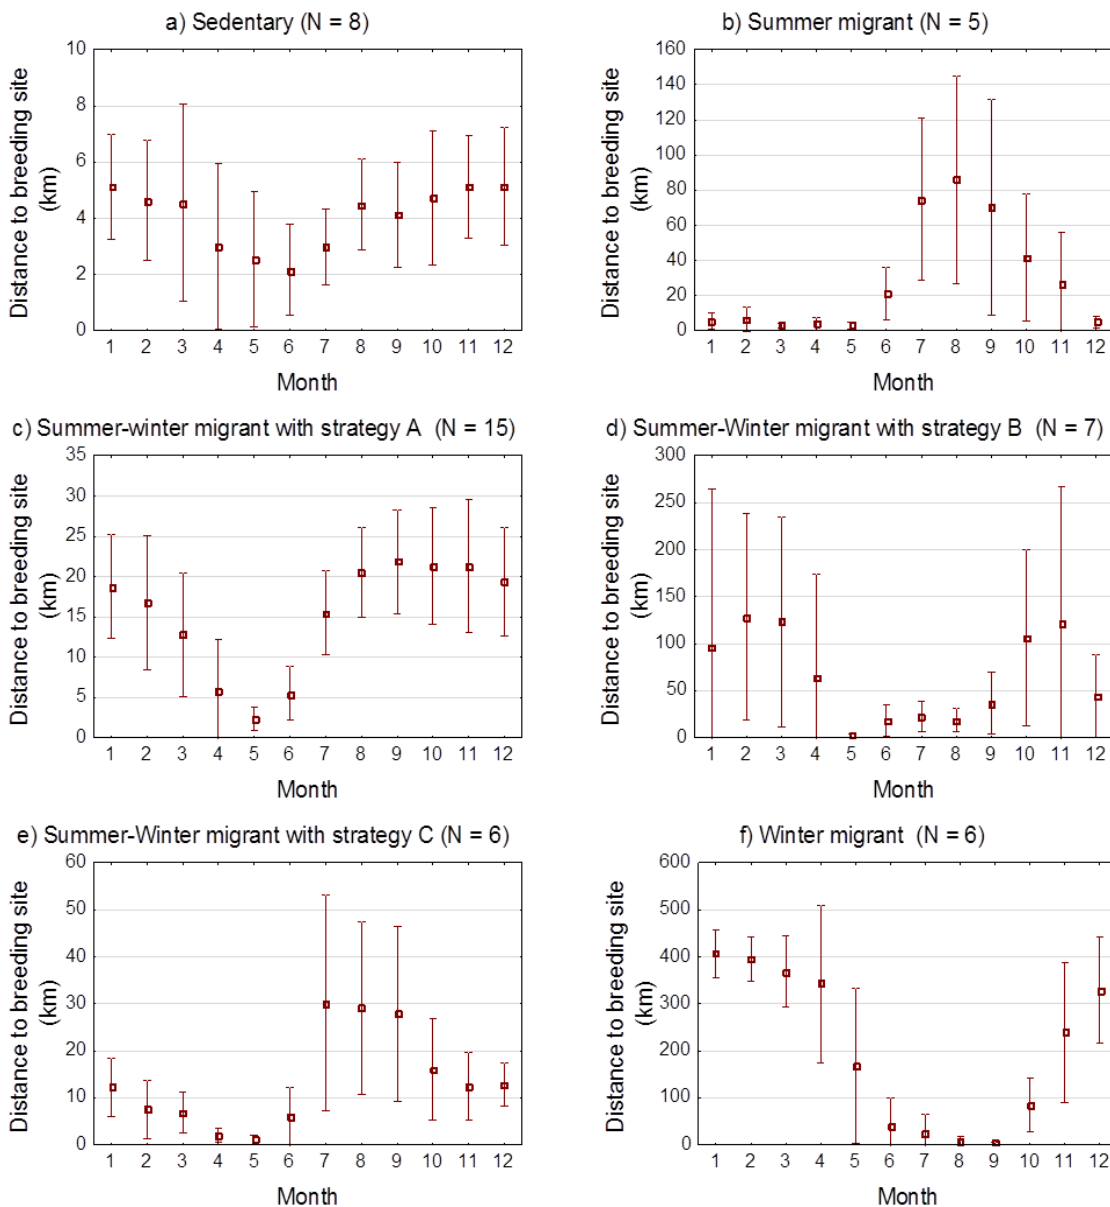 a) Sedentary (N = 8)
10
8
6
4
2
0
Distance to breeding site
(km)
1 2 3 4 5 6 7 8 9 10 11 12
Month
b) Summer migrant (N = 5)
160
140
120
100
80
60
40
20
0
Distance to breeding site
(km)
1 2 3 4 5 6 7 8 9 10 11 12
Month
c) Summer-winter migrant with strategy A (N = 15)
35
30
25
20
15
10
5
0
Distance to breeding site
(km)
1 2 3 4 5 6 7 8 9 10 11 12
Month
d) Summer-Winter migrant with strategy B (N = 7)
300
250
200
150
100
50
0
Distance to breeding site
(km)
1 2 3 4 5 6 7 8 9 10 11 12
Month
e) Summer-Winter migrant with strategy C (N = 6)
60
50
40
30
20
10
0
Distance to breeding site
(km)
1 2 3 4 5 6 7 8 9 10 11 12
Month
f) Winter migrant (N = 6)
600
500
400
300
200
100
0
Distance to breeding site
(km)
1 2 3 4 5 6 7 8 9 10 11 12
Month